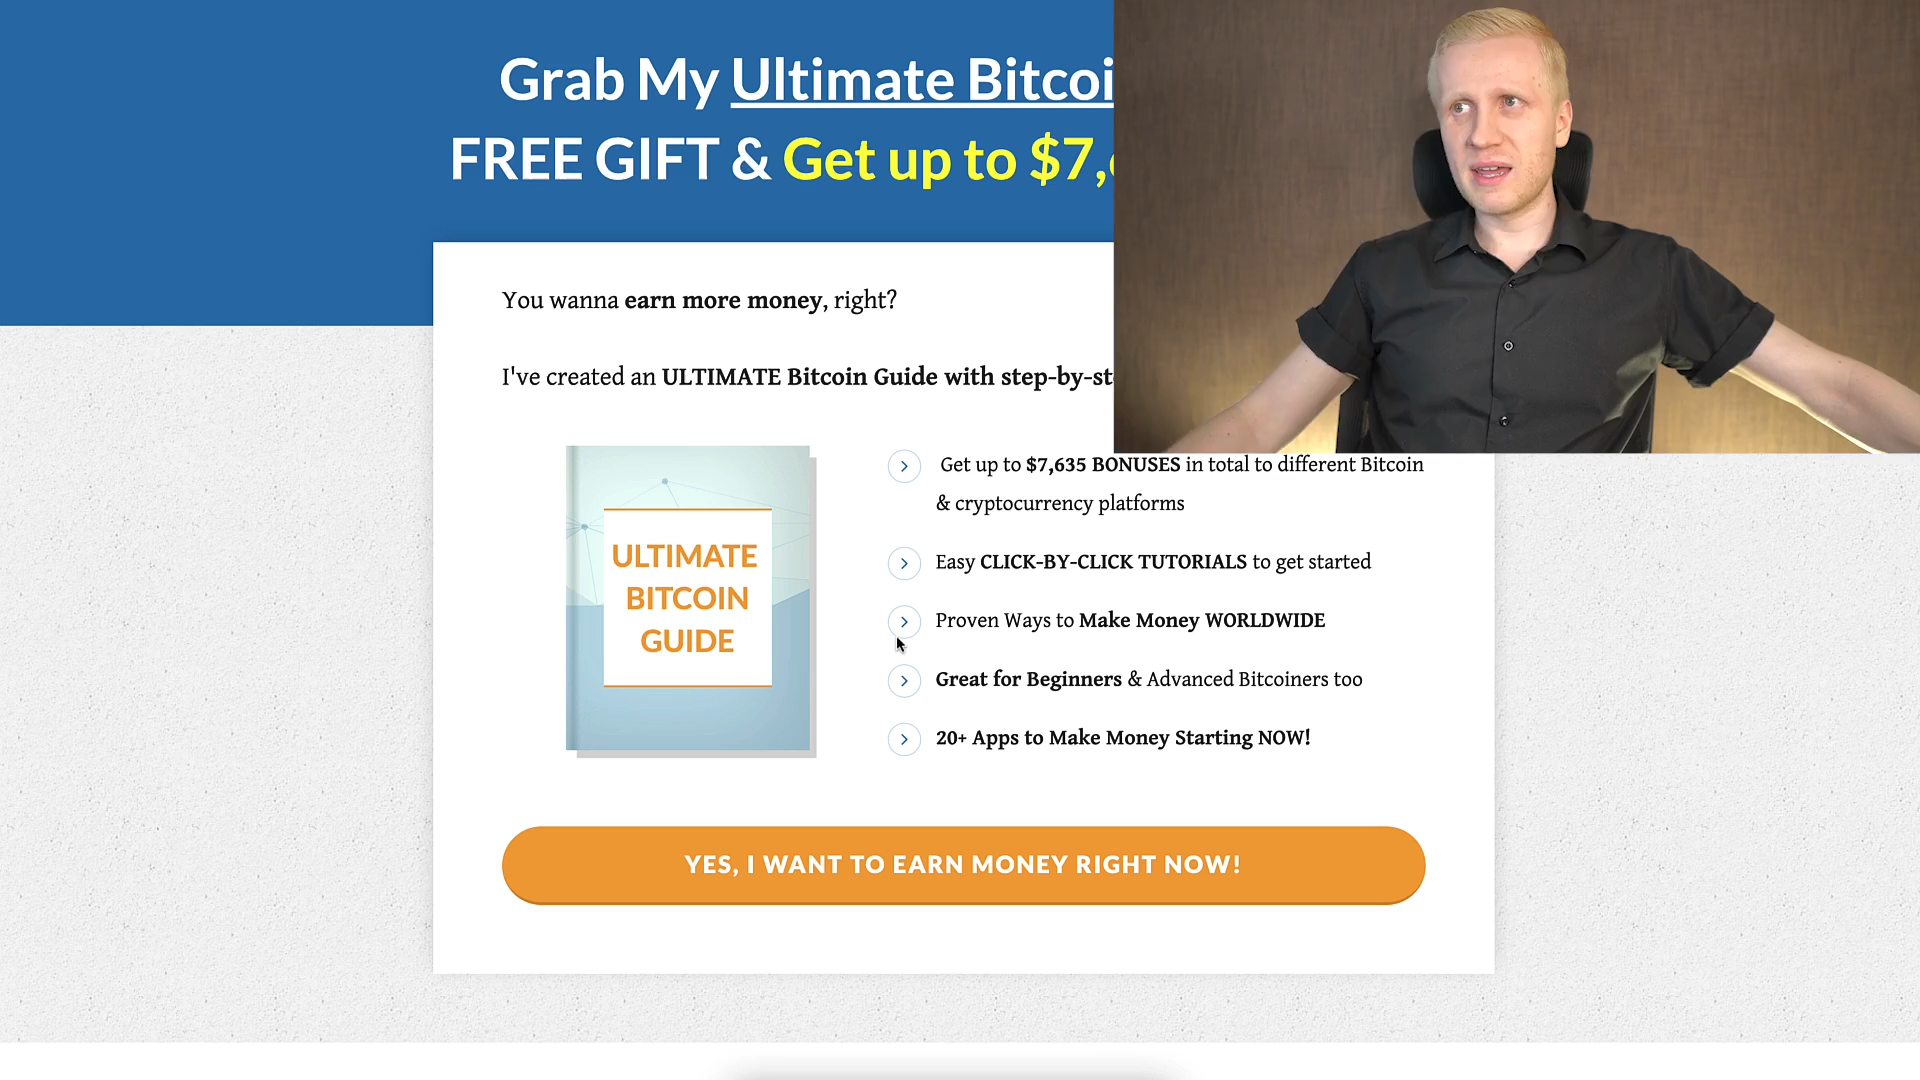 Grab My Ultimate Bitcoi
FREE GIFT & Get up to $7,
You wanna earn more money, right?
I've created an ULTIMATE Bitcoin Guide with step-by-st
ULTIMATE
BITCOIN
GUIDE
Get up to $7,635 BONUSES in total to different Bitcoin
& cryptocurrency platforms
Easy CLICK-BY-CLICK TUTORIALS to get started
Proven Ways to Make Money WORLDWIDE
Great for Beginners & Advanced Bitcoiners too
20+ Apps to Make Money Starting NOW!
YES, I WANT TO EARN MONEY RIGHT NOW!